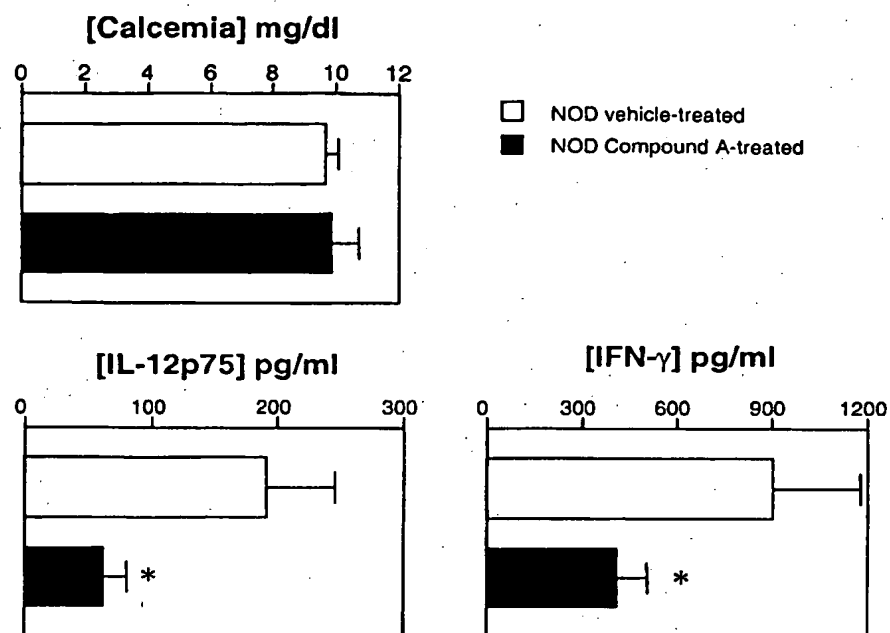 [Calcemia] mg/dl
0 2 4 6 8 10 12
NOD vehicle-treated
NOD Compound A-treated
[IL-12p75] pg/ml
0 100 200 300
*
[IFN-γ] pg/ml
0 300 600 900 1200
*